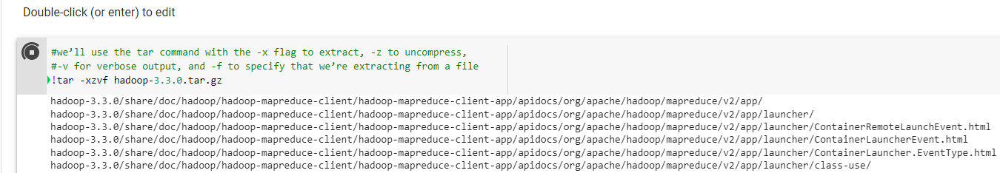 Double-click (or enter) to edit
#we’ll use the tar command with the -x flag to extract, -z to uncompress,
#-v for verbose output, and -f to specify that we’re extracting from a file
!tar -xzvf hadoop-3.3.0.tar.gz
hadoop-3.3.0/share/doc/hadoop/hadoop-mapreduce-client/hadoop-mapreduce-client-app/apidocs/org/apache/hadoop/mapreduce/v2/app/
hadoop-3.3.0/share/doc/hadoop/hadoop-mapreduce-client/hadoop-mapreduce-client-app/apidocs/org/apache/hadoop/mapreduce/v2/app/launcher/
hadoop-3.3.0/share/doc/hadoop/hadoop-mapreduce-client/hadoop-mapreduce-client-app/apidocs/org/apache/hadoop/mapreduce/v2/app/launcher/ContainerRemoteLaunchEvent.html
hadoop-3.3.0/share/doc/hadoop/hadoop-mapreduce-client/hadoop-mapreduce-client-app/apidocs/org/apache/hadoop/mapreduce/v2/app/launcher/ContainerLauncherEvent.html
hadoop-3.3.0/share/doc/hadoop/hadoop-mapreduce-client/hadoop-mapreduce-client-app/apidocs/org/apache/hadoop/mapreduce/v2/app/launcher/ContainerLauncher.EventType.html
hadoop-3.3.0/share/doc/hadoop/hadoop-mapreduce-client/hadoop-mapreduce-client-app/apidocs/org/apache/hadoop/mapreduce/v2/app/launcher/class-use/